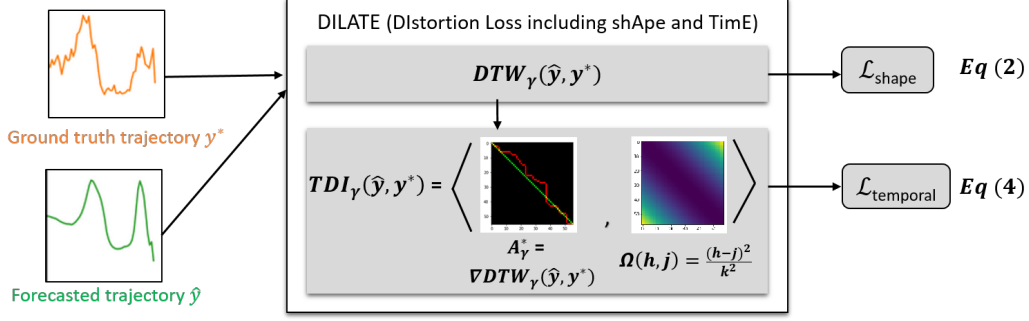 DILATE (DIstortion Loss including shApe and TimE)
DTWγ(ŷ, y*)
ℒshape
Eq (2)
Ground truth trajectory y*
TDIγ(ŷ, y*) = ⟨ , ⟩
ℒtemporal
Eq (4)
A*γ =
∇DTWγ(ŷ, y*)
Ω(h, j) = (h−j)²/k²
Forecasted trajectory ŷ